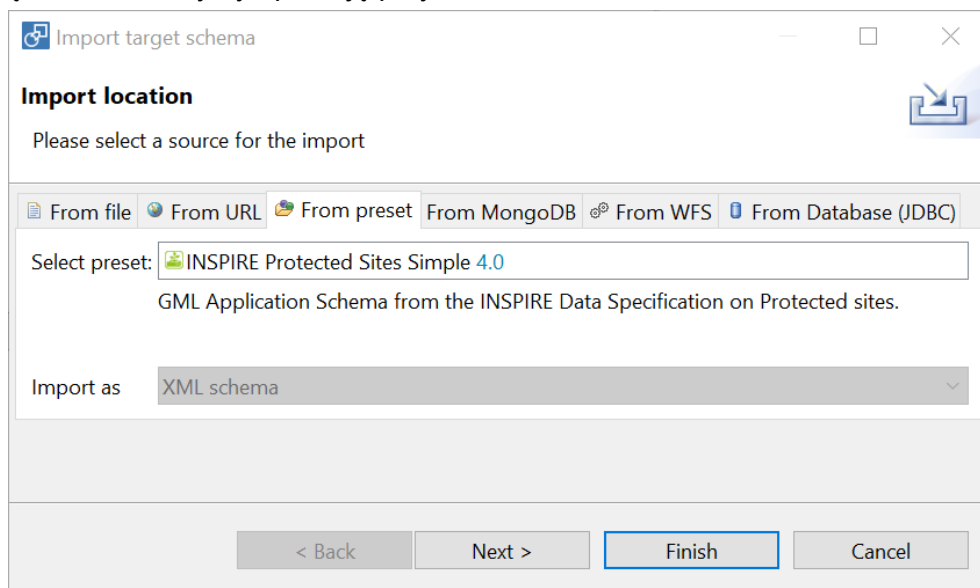 Import target schema
Import location
Please select a source for the import
From file From URL From preset From MongoDB From WFS From Database (JDBC)
Select preset: INSPIRE Protected Sites Simple 4.0
GML Application Schema from the INSPIRE Data Specification on Protected sites.
Import as XML schema
< Back Next > Finish Cancel